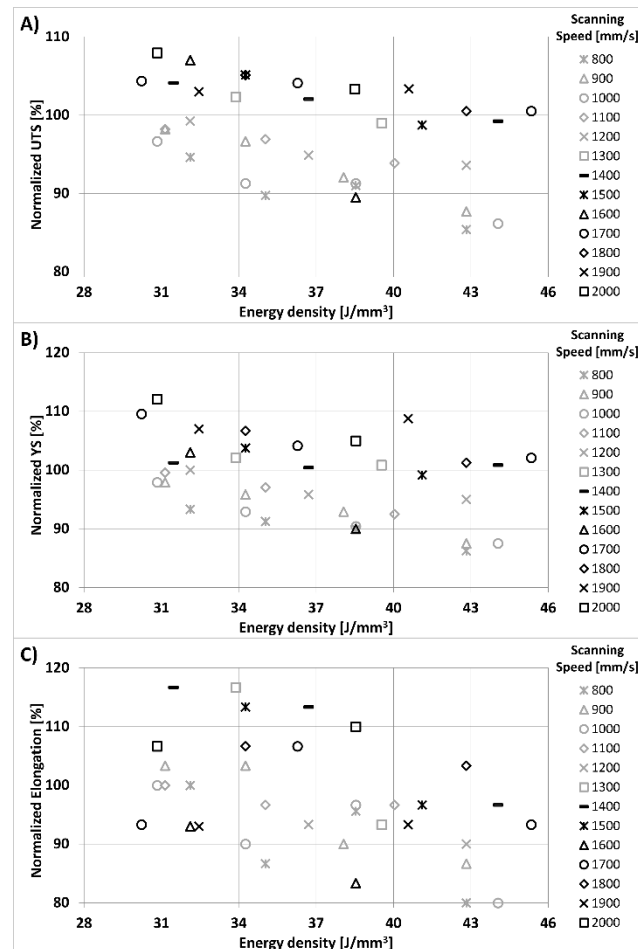 A)
Scanning
Speed [mm/s]
110
100
90
80
Normalized UTS [%]
28 31 34 37 40 43 46
Energy density [J/mm³]
800
900
1000
1100
1200
1300
1400
1500
1600
1700
1800
1900
2000
B)
Scanning
Speed [mm/s]
120
110
100
90
80
Normalized YS [%]
28 31 34 37 40 43 46
Energy density [J/mm³]
800
900
1000
1100
1200
1300
1400
1500
1600
1700
1800
1900
2000
C)
Scanning
Speed [mm/s]
120
110
100
90
80
Normalized Elongation [%]
28 31 34 37 40 43 46
Energy density [J/mm³]
800
900
1000
1100
1200
1300
1400
1500
1600
1700
1800
1900
2000